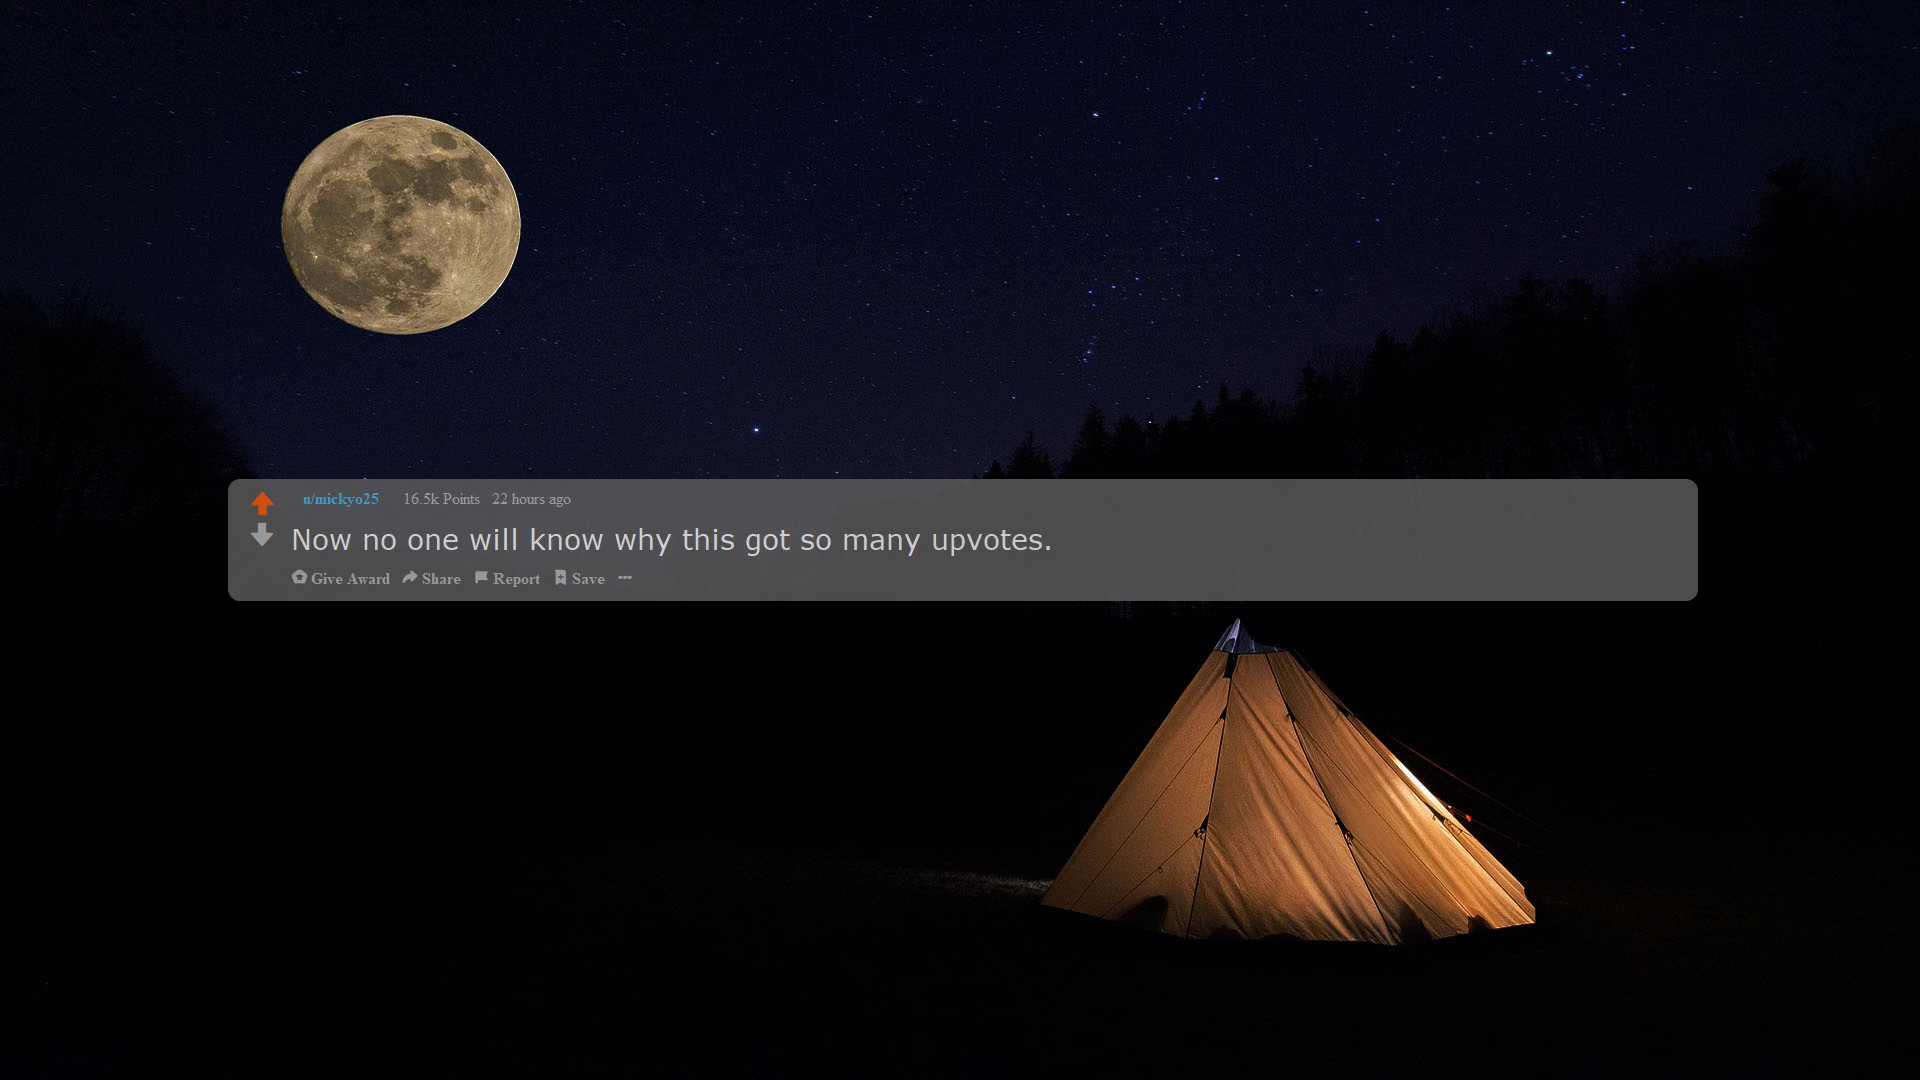 u/mickyo25 16.5k Points 22 hours ago
Now no one will know why this got so many upvotes.
Give Award Share Report Save